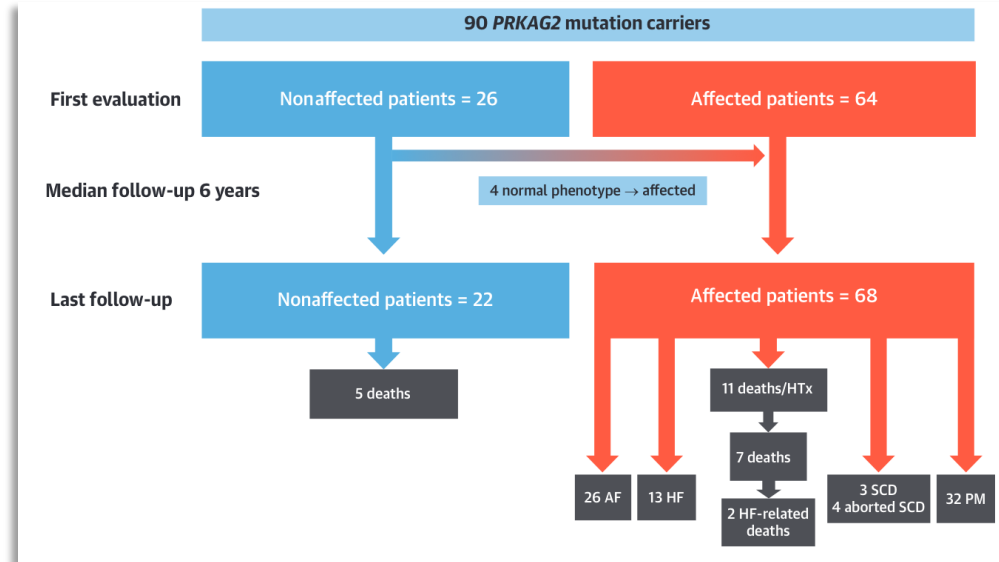 90 PRKAG2 mutation carriers
First evaluation
Nonaffected patients = 26
Affected patients = 64
Median follow-up 6 years
4 normal phenotype → affected
Last follow-up
Nonaffected patients = 22
Affected patients = 68
5 deaths
11 deaths/HTx
7 deaths
26 AF
13 HF
2 HF-related
deaths
3 SCD
4 aborted SCD
32 PM